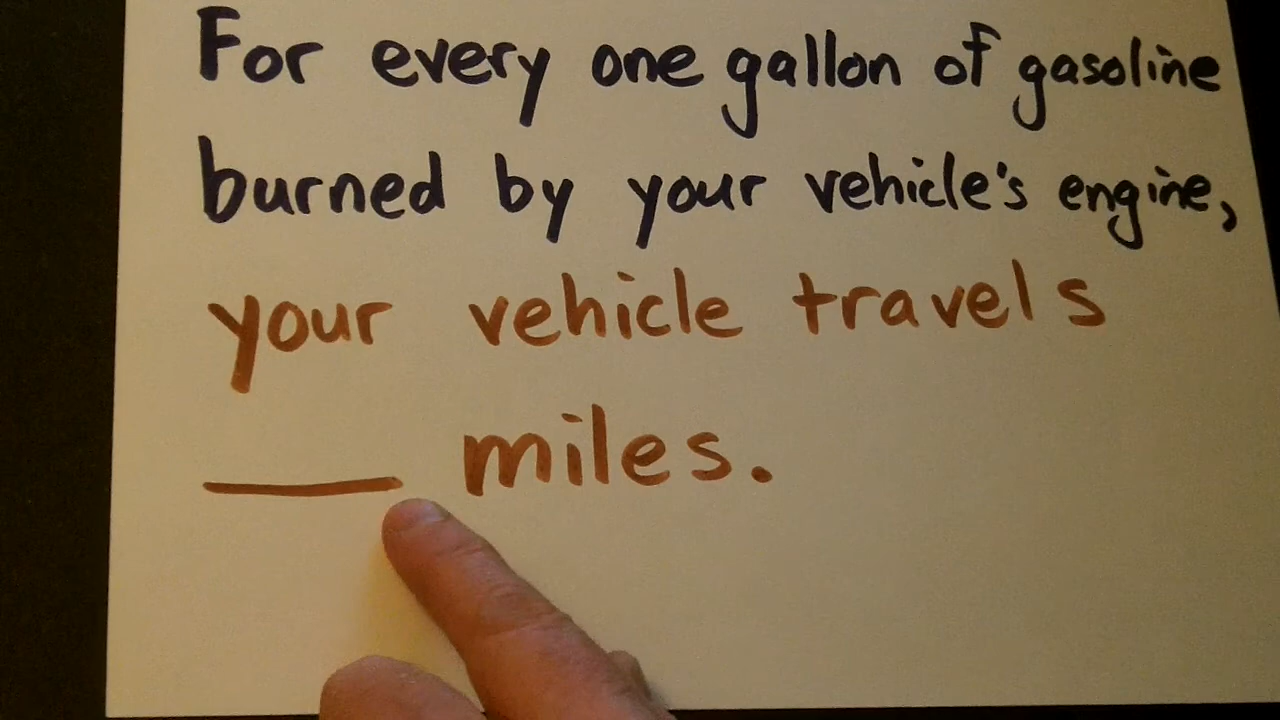 For every one gallon of gasoline
burned by your vehicle's engine,
your vehicle travels
___ miles.